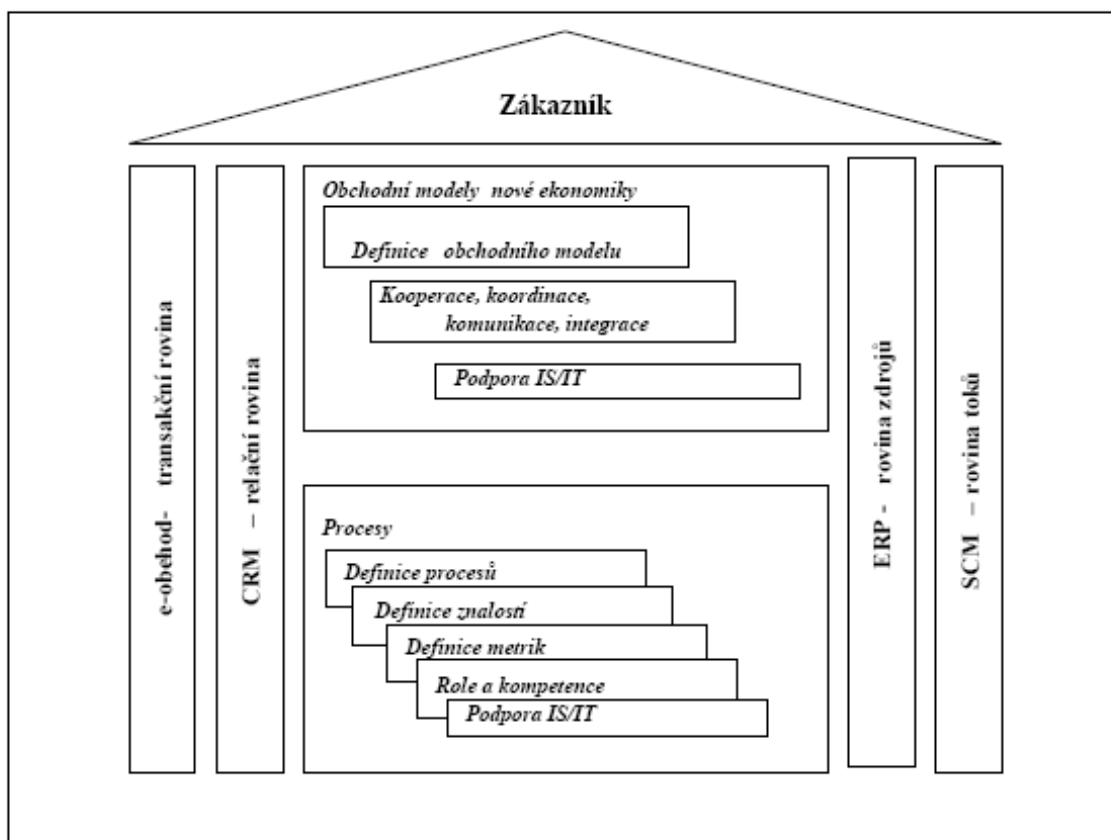 Zákazník
e-obehod- transakční rovina
CRM – relační rovina
Obchodní modely nové ekonomiky
Definice obchodního modelu
Kooperace, koordinace,
komunikace, integrace
Podpora IS/IT
Procesy
Definice procesů
Definice znalostí
Definice metrik
Role a kompetence
Podpora IS/IT
ERP - rovina zdrojů
SCM – rovina toků